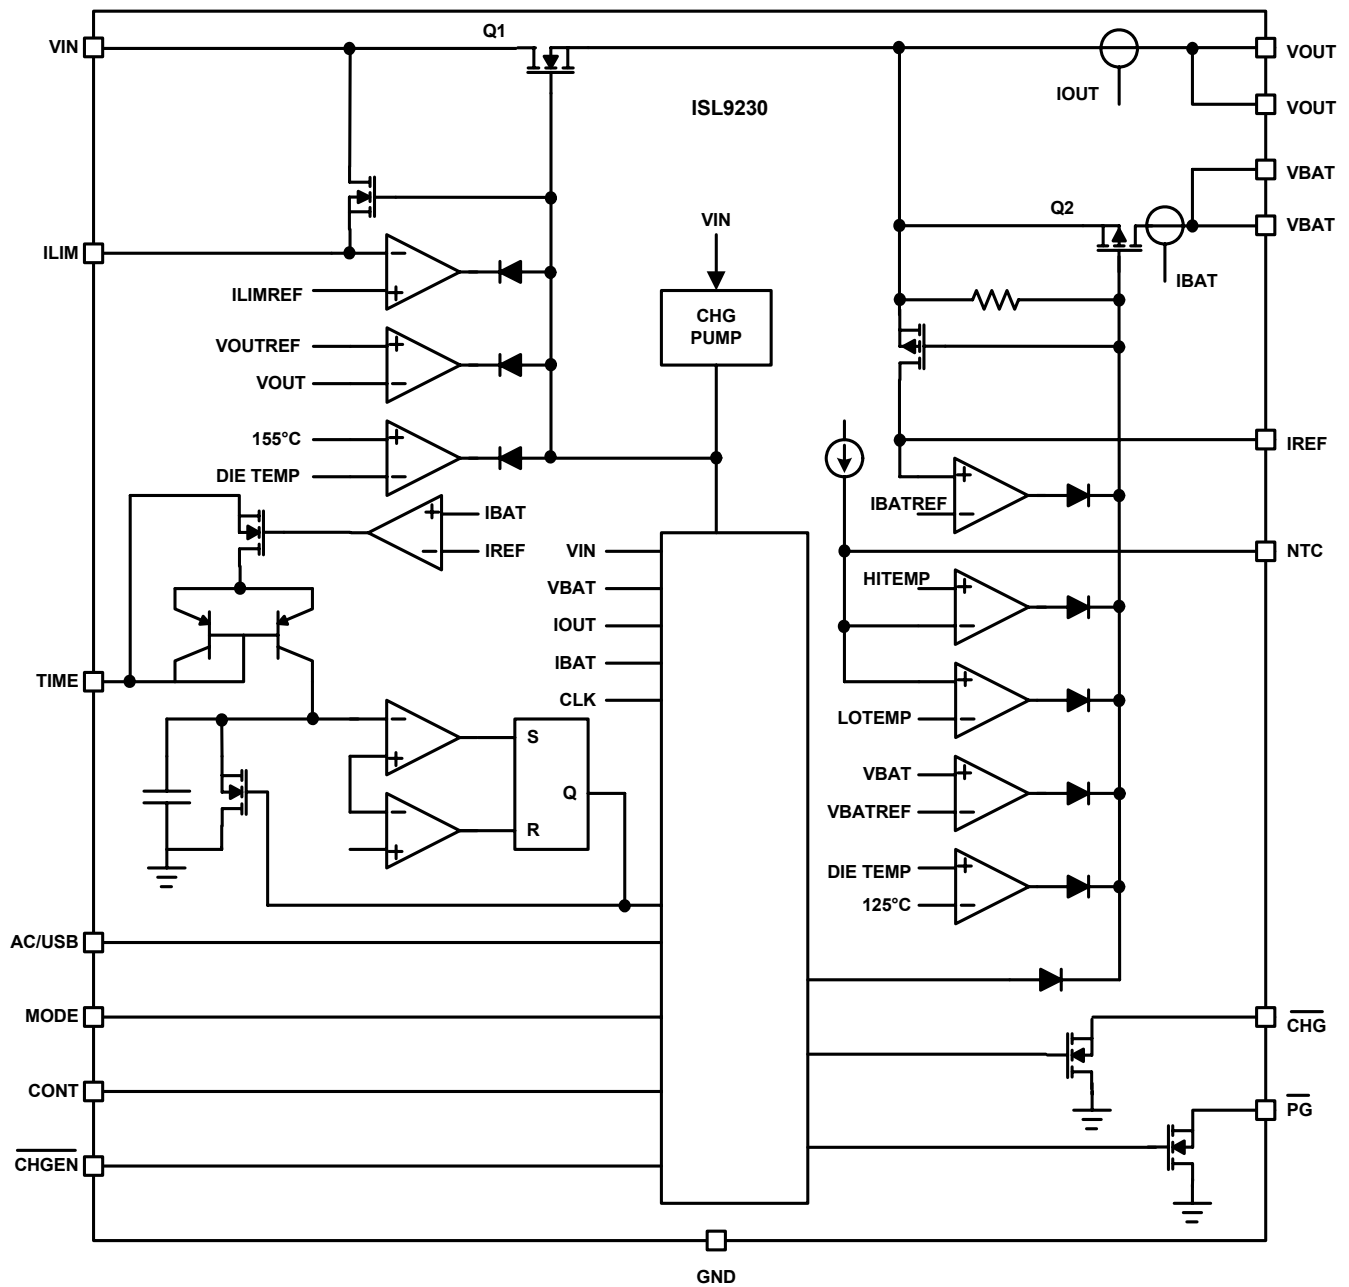 Q1
VIN
VOUT
IOUT
ISL9230
VOUT
VBAT
Q2
VIN
VBAT
ILIM
−
IBAT
ILIMREF
+
CHG
PUMP
VOUTREF
+
VOUT
−
155°C
+
IREF
DIE TEMP
−
+
IBATREF
−
+
IBAT
−
IREF
VIN
NTC
HITEMP
+
VBAT
IOUT
−
IBAT
TIME
+
CLK
LOTEMP
−
−
S
+
VBAT
+
Q
VBATREF
−
−
R
+
DIE TEMP
+
125°C
−
AC/USB
MODE
CHG
CONT
PG
CHGEN
GND